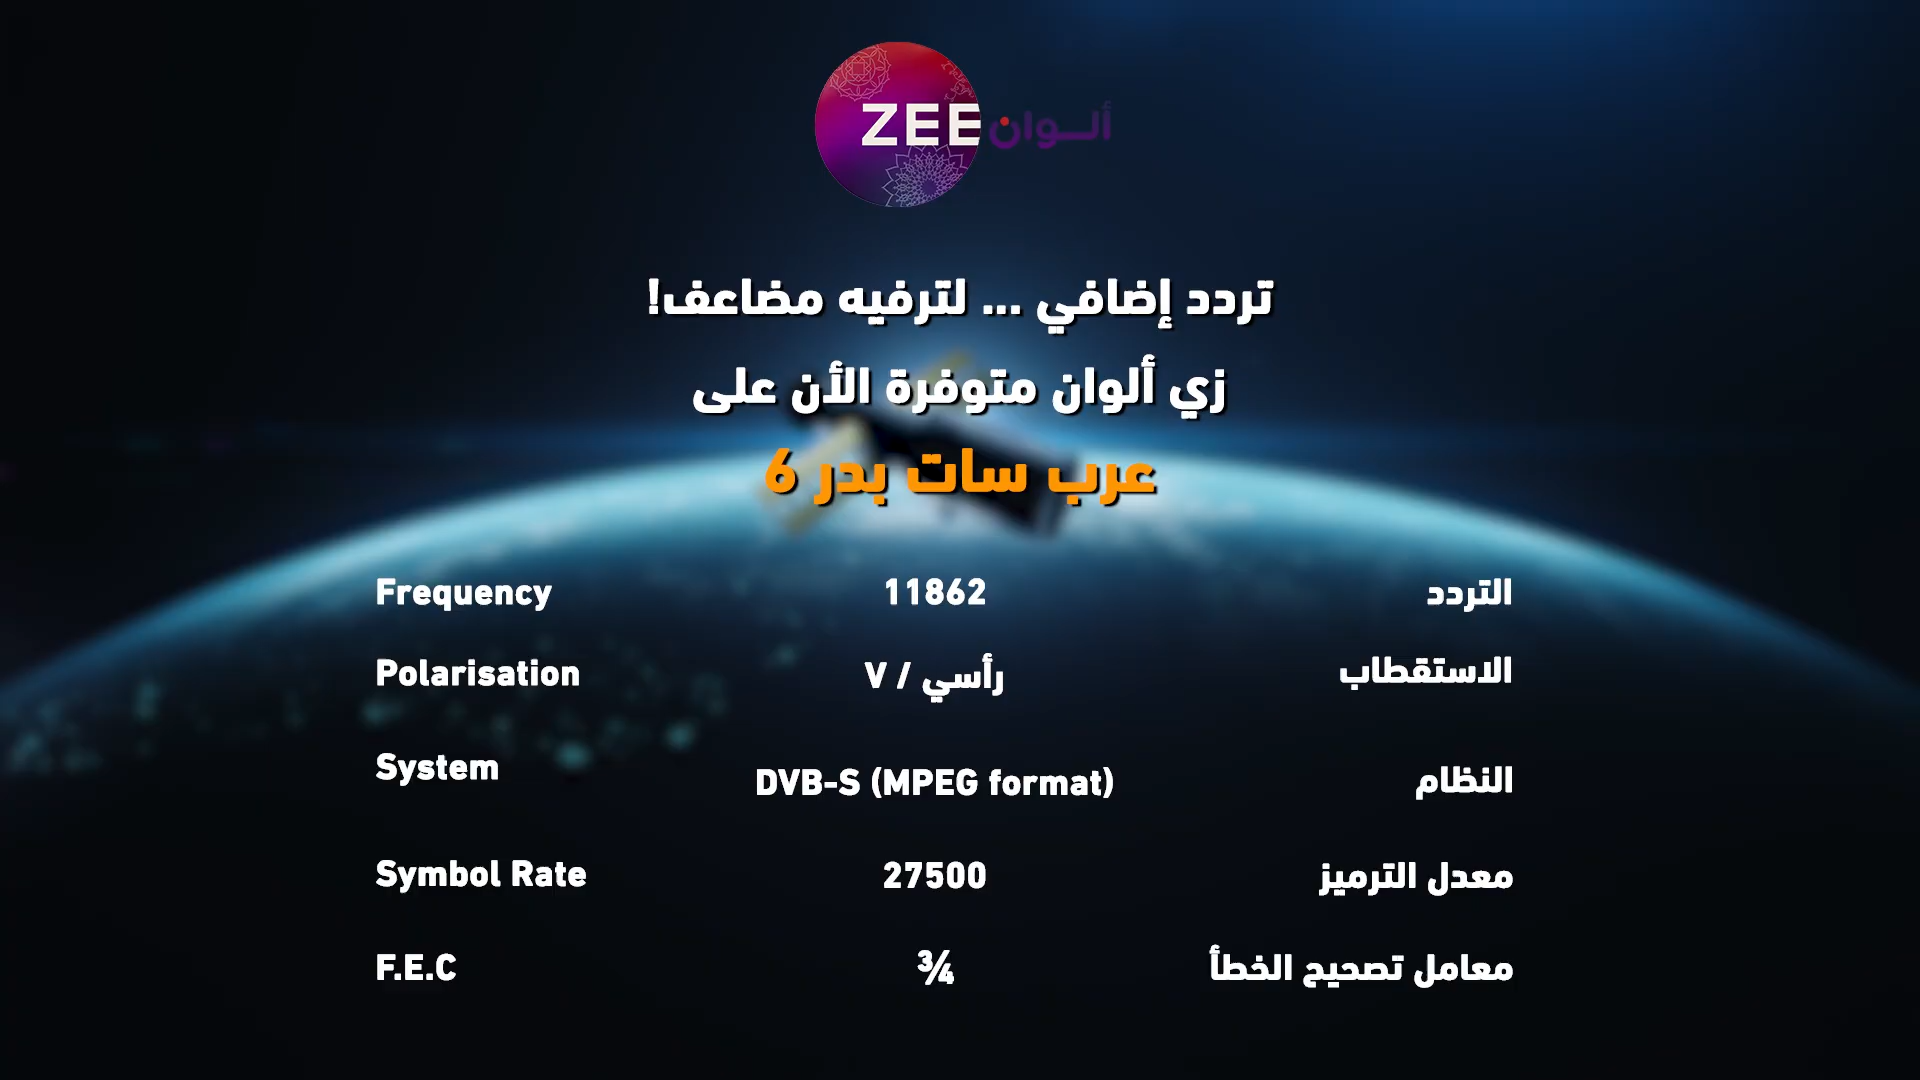 ZEE ألوان
تردد إضافي ... لترفيه مضاعف!
زي ألوان متوفرة الأن على
عرب سات بدر 6
Frequency 11862 التردد
Polarisation رأسي / V الاستقطاب
System DVB-S (MPEG format) النظام
Symbol Rate 27500 معدل الترميز
F.E.C ¾ معامل تصحيح الخطأ